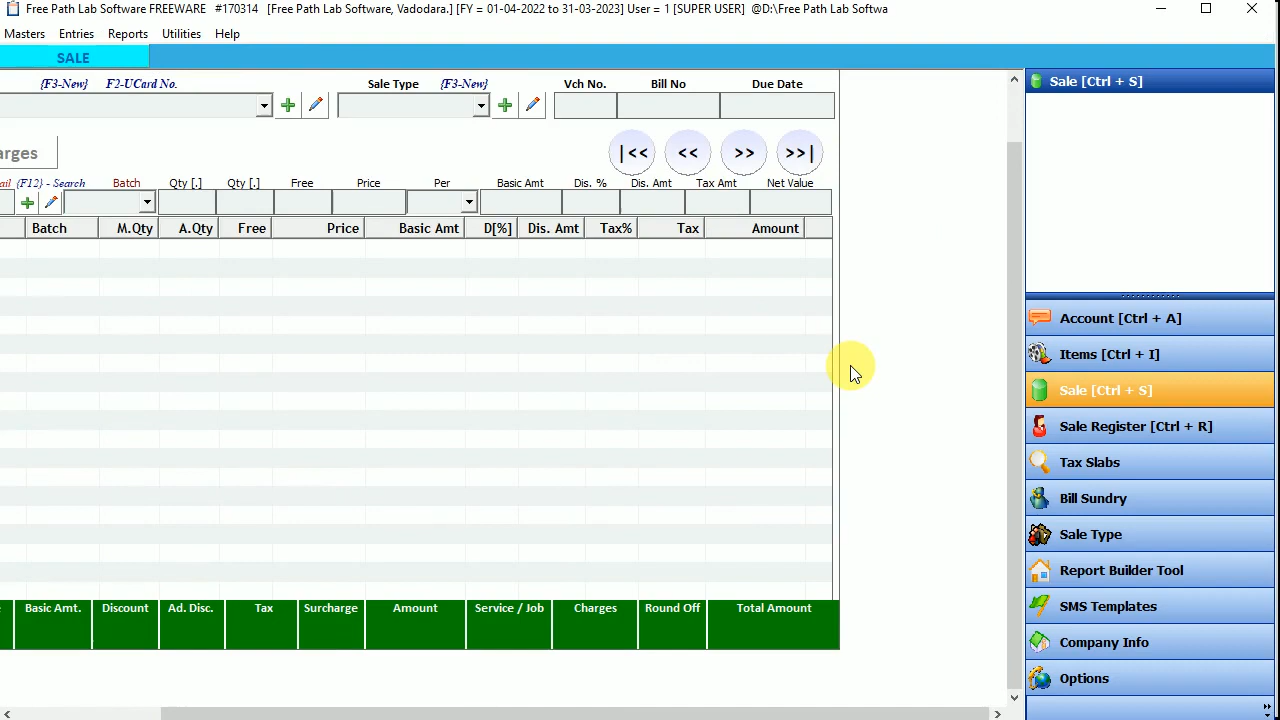 Free Path Lab Software FREEWARE #170314 [Free Path Lab Software, Vadodara.] [FY = 01-04-2022 to 31-03-2023] User = 1 [SUPER USER] @D:\Free Path Lab Softwa
Masters Entries Reports Utilities Help
SALE
{F3-New} F2-UCard No. Sale Type {F3-New} Vch No. Bill No Due Date
arges
|<< << >> >>|
ail {F12} - Search Batch Qty [.] Qty [.] Free Price Per Basic Amt Dis. % Dis. Amt Tax Amt Net Value
Batch M.Qty A.Qty Free Price Basic Amt D[%] Dis. Amt Tax% Tax Amount
Basic Amt. Discount Ad. Disc. Tax Surcharge Amount Service / Job Charges Round Off Total Amount
Sale [Ctrl + S]
Account [Ctrl + A]
Items [Ctrl + I]
Sale [Ctrl + S]
Sale Register [Ctrl + R]
Tax Slabs
Bill Sundry
Sale Type
Report Builder Tool
SMS Templates
Company Info
Options